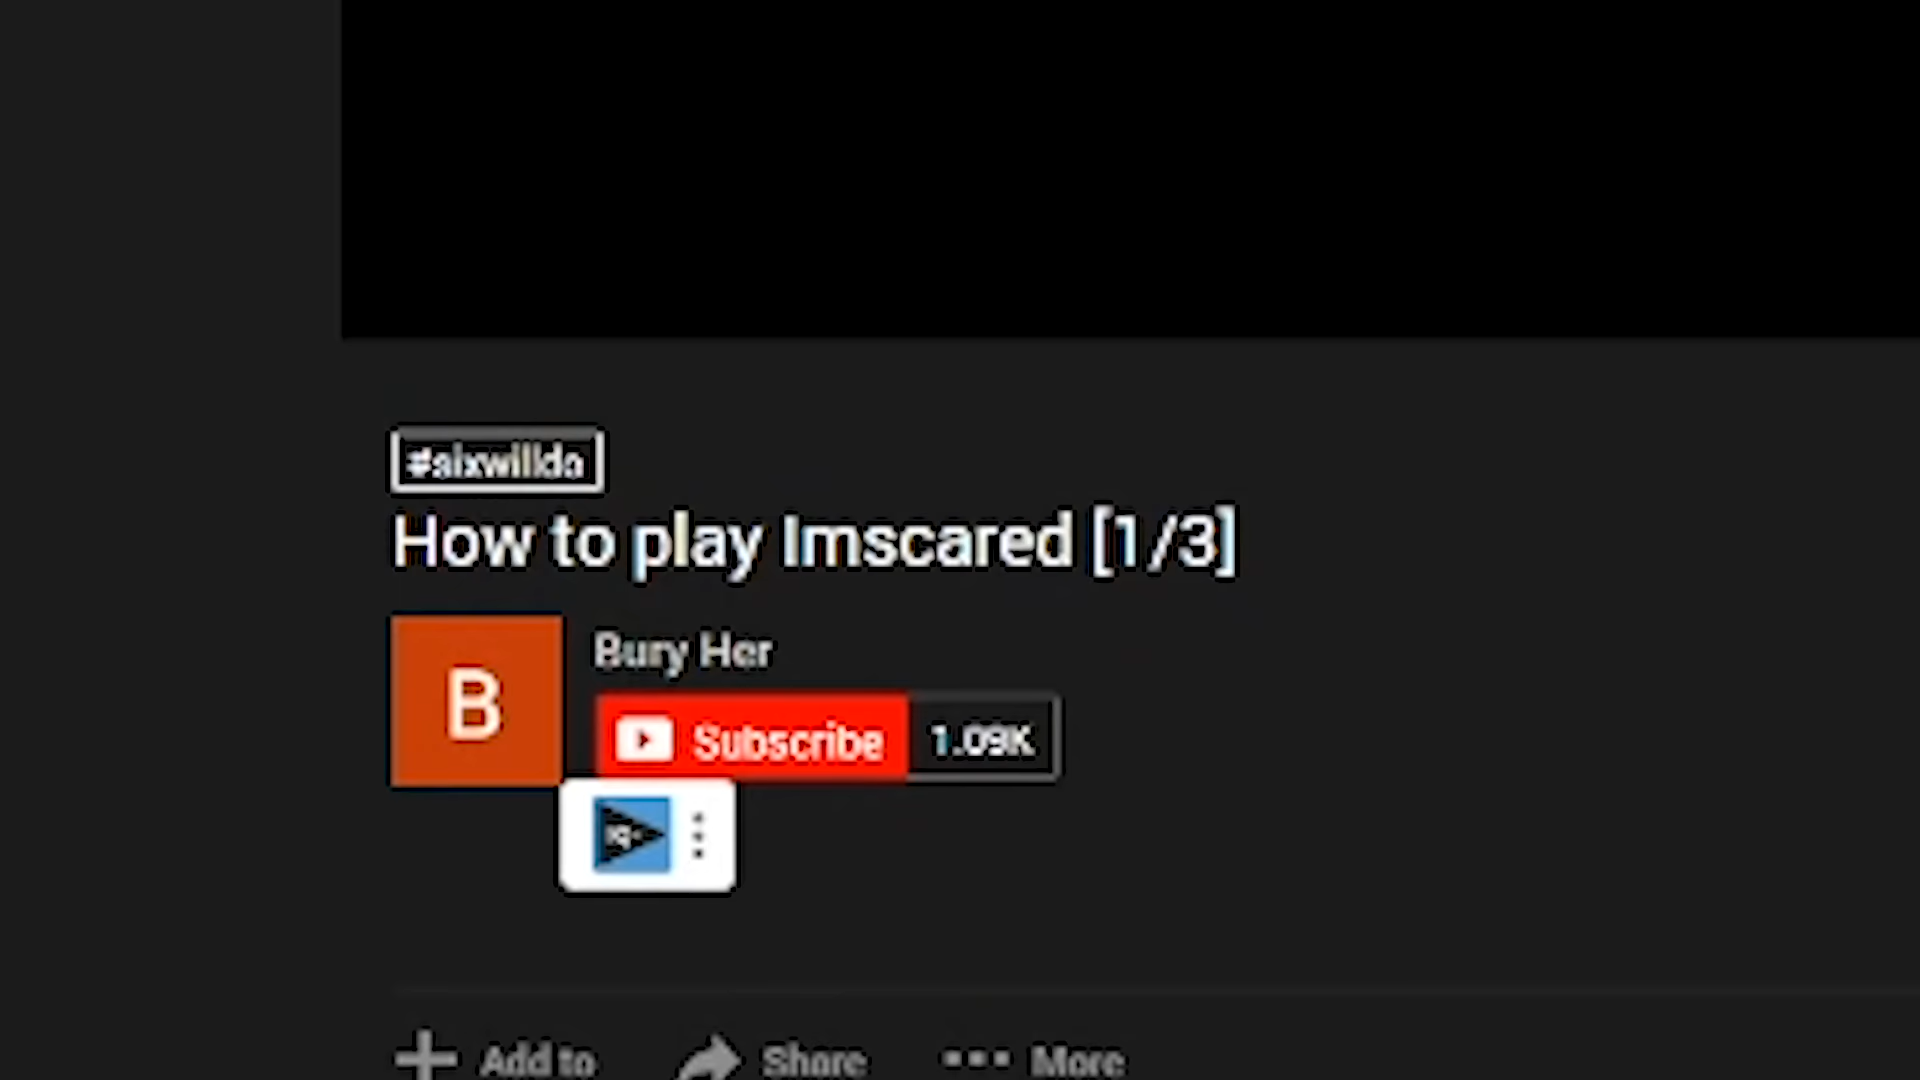 #sixwilldo
How to play Imscared [1/3]
B
Bury Her
Subscribe 1.09K
Add to Share More